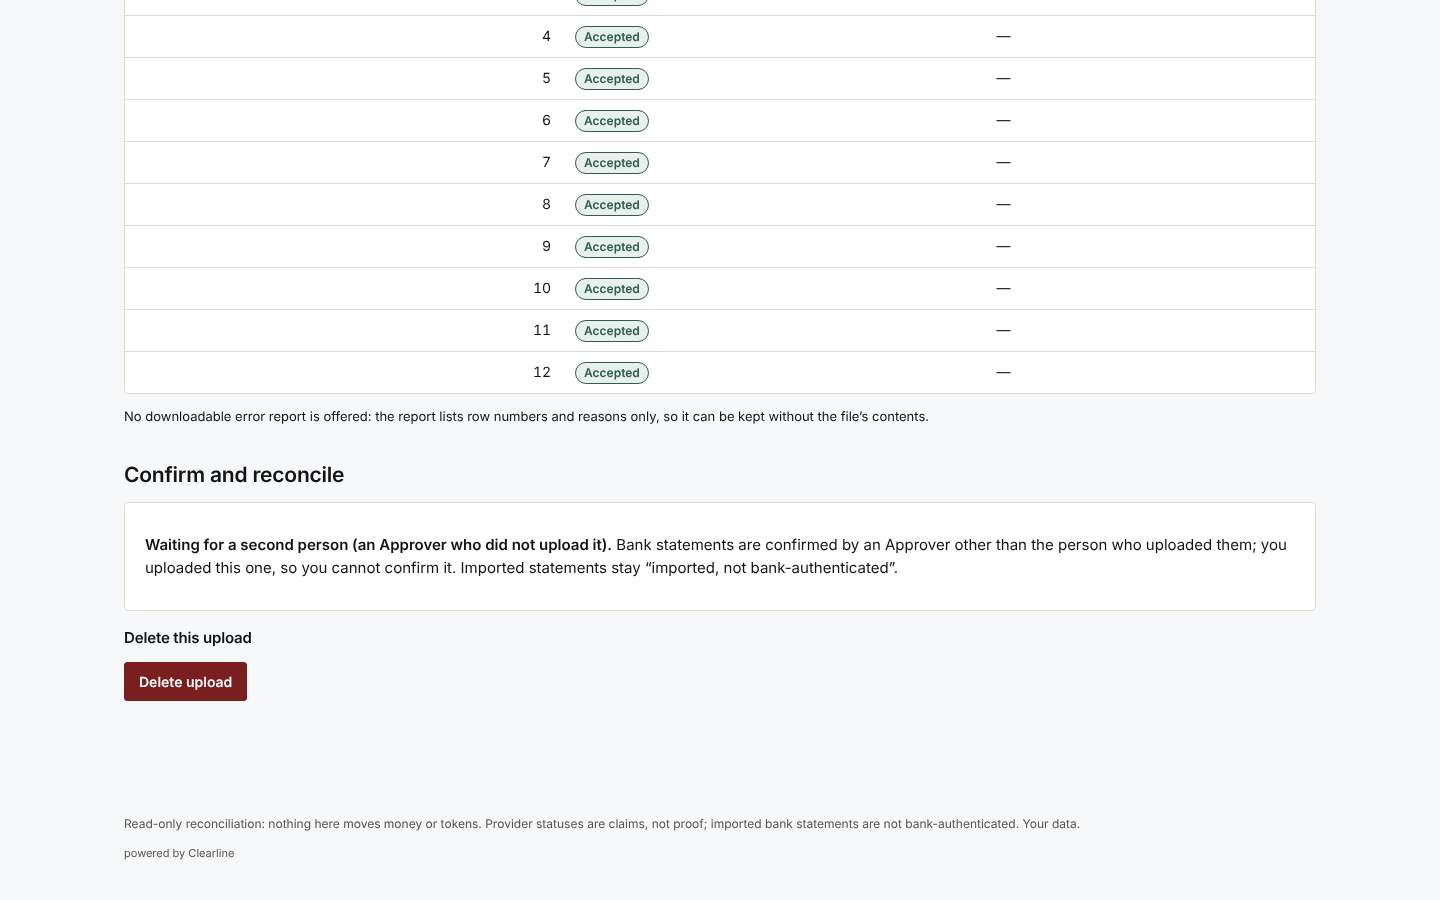 4 Accepted —
5 Accepted —
6 Accepted —
7 Accepted —
8 Accepted —
9 Accepted —
10 Accepted —
11 Accepted —
12 Accepted —
No downloadable error report is offered: the report lists row numbers and reasons only, so it can be kept without the file’s contents.
Confirm and reconcile
Waiting for a second person (an Approver who did not upload it). Bank statements are confirmed by an Approver other than the person who uploaded them; you
uploaded this one, so you cannot confirm it. Imported statements stay “imported, not bank-authenticated”.
Delete this upload
Delete upload
Read-only reconciliation: nothing here moves money or tokens. Provider statuses are claims, not proof; imported bank statements are not bank-authenticated. Your data.
powered by Clearline